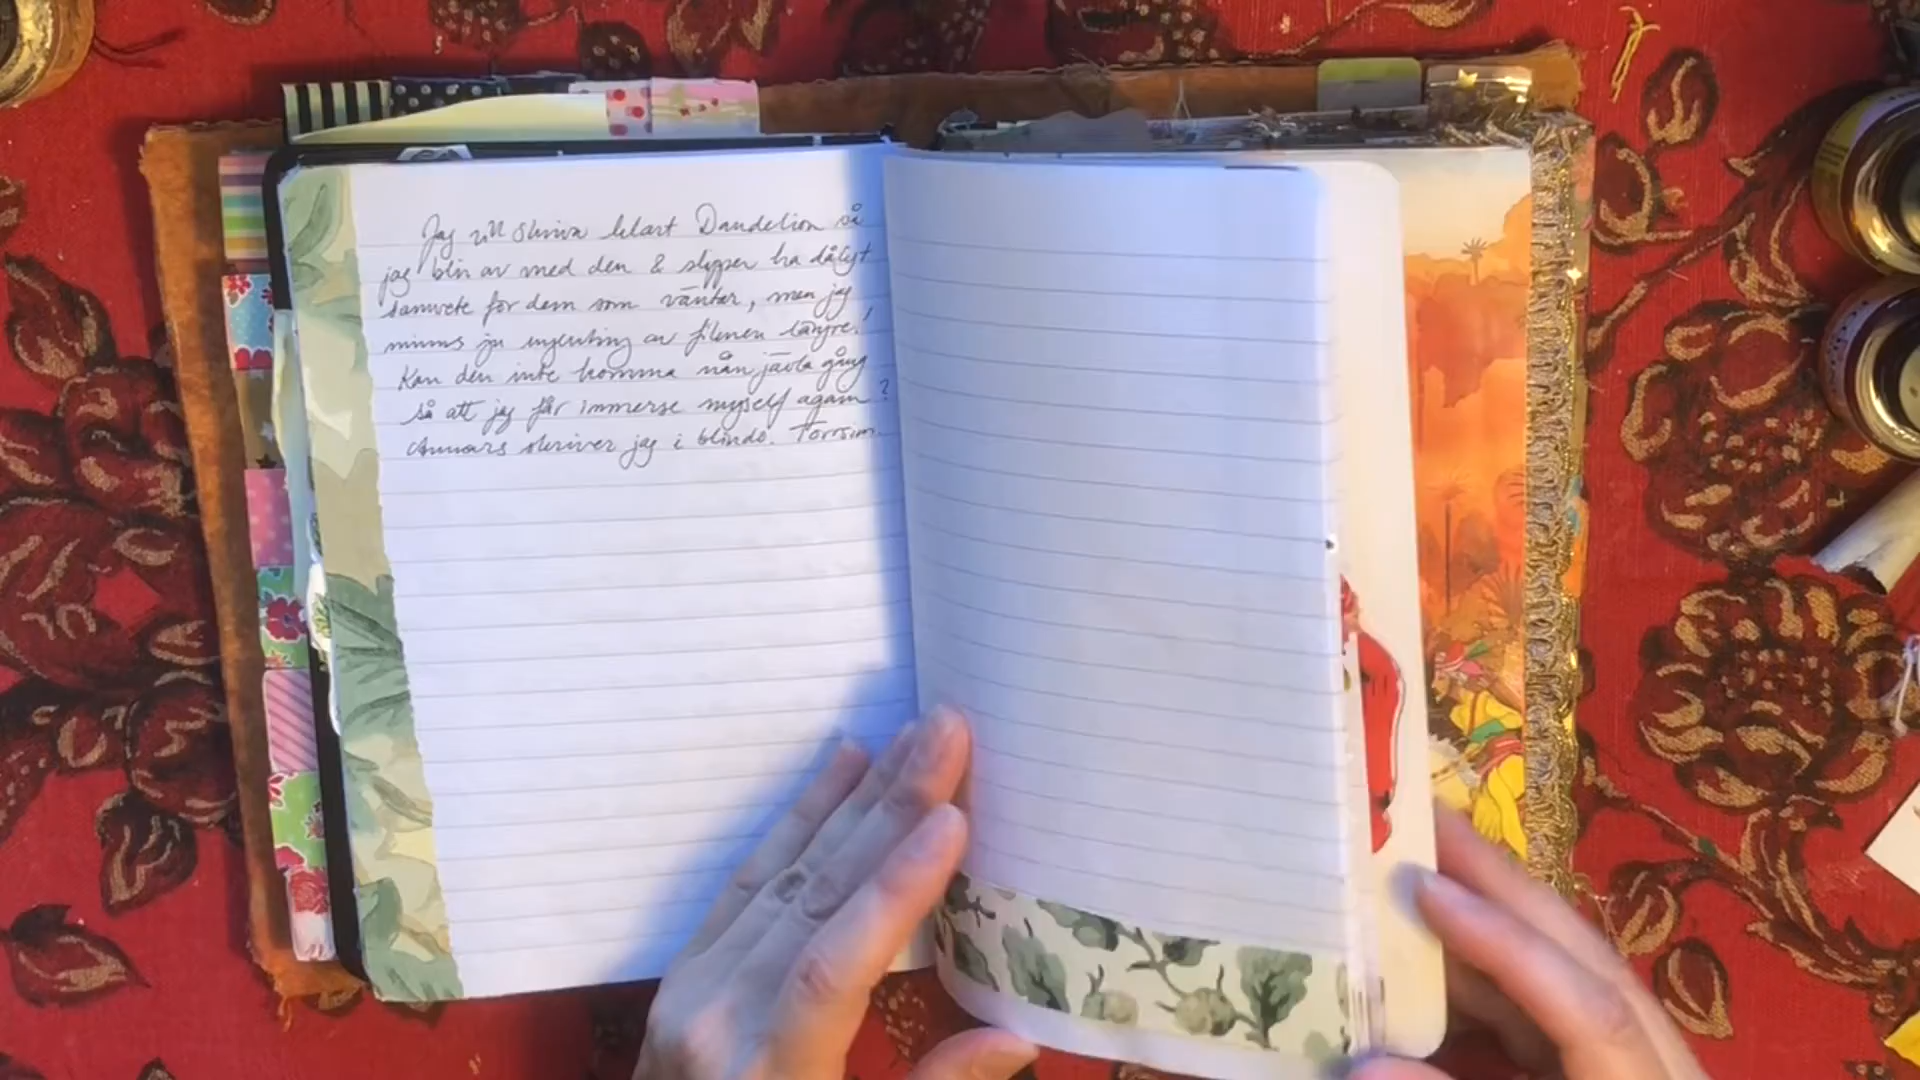 Jag vill skriva klart Dandelion så
jag blir av med den & slipper ha dåligt
samvete för dem som väntar, men jag
minns ju ingenting av filmen längre!
Kan den inte komma nån jävla gång
så att jag får immerse myself again?
Annars skriver jag i blindo.